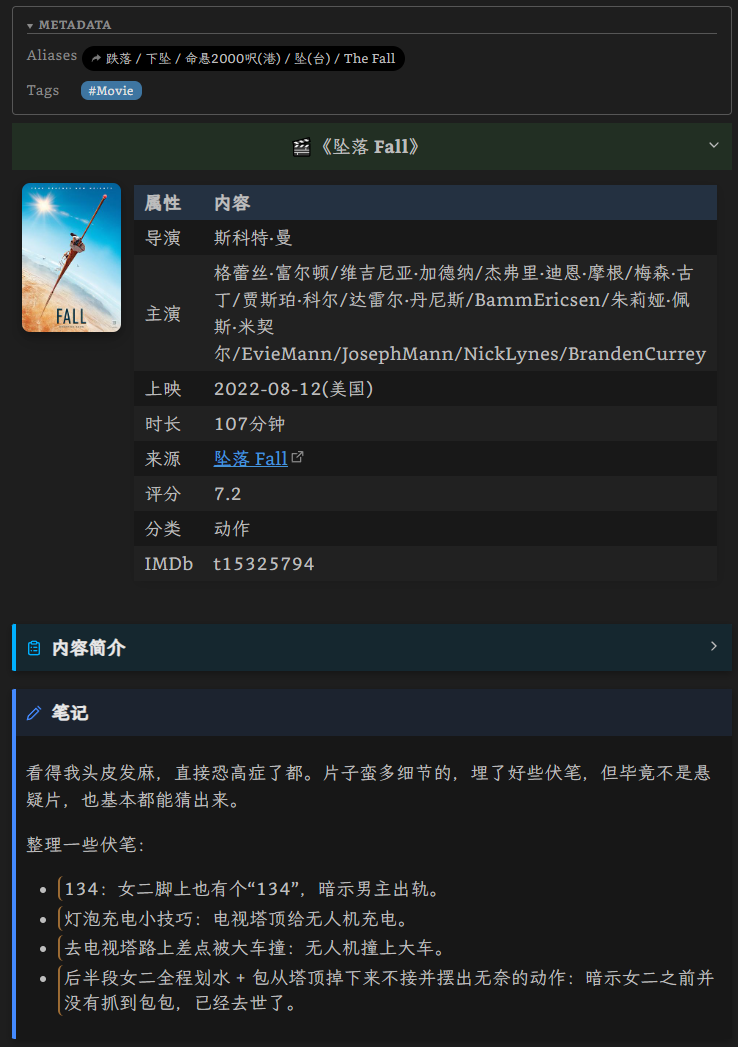 METADATA
Aliases 跌落 / 下坠 / 命悬2000呎(港) / 坠(台) / The Fall
Tags #Movie
🎬《坠落 Fall》
FALL
属性 内容
导演 斯科特·曼
主演 格蕾丝·富尔顿/维吉尼亚·加德纳/杰弗里·迪恩·摩根/梅森·古
丁/贾斯珀·科尔/达雷尔·丹尼斯/BammEricsen/朱莉娅·佩
斯·米契
尔/EvieMann/JosephMann/NickLynes/BrandenCurrey
上映 2022-08-12(美国)
时长 107分钟
来源 坠落 Fall
评分 7.2
分类 动作
IMDb t15325794
内容简介
笔记
看得我头皮发麻，直接恐高症了都。片子蛮多细节的，埋了好些伏笔，但毕竟不是悬
疑片，也基本都能猜出来。
整理一些伏笔：
134：女二脚上也有个“134”，暗示男主出轨。
灯泡充电小技巧：电视塔顶给无人机充电。
去电视塔路上差点被大车撞：无人机撞上大车。
后半段女二全程划水 + 包从塔顶掉下来不接并摆出无奈的动作：暗示女二之前并
没有抓到包包，已经去世了。